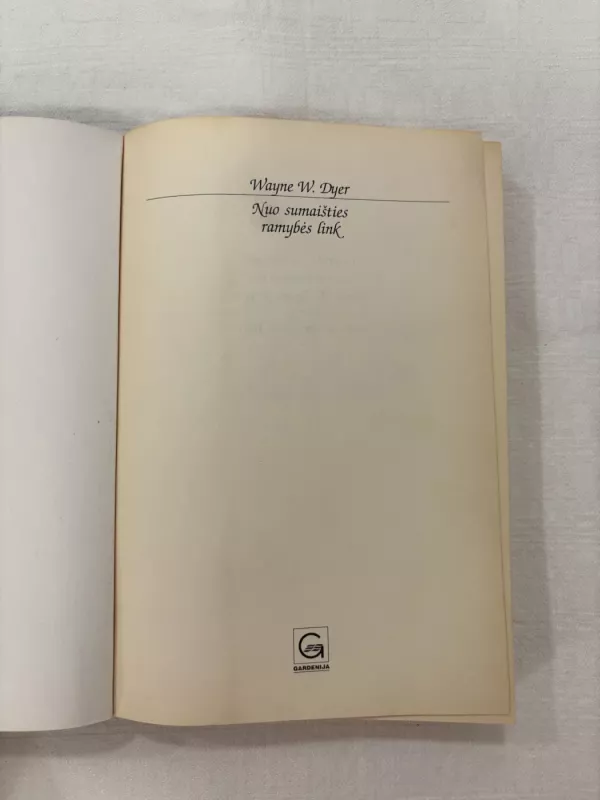 Wayne W. Dyer
Nuo sumaišties
ramybės link
GARDENIJA